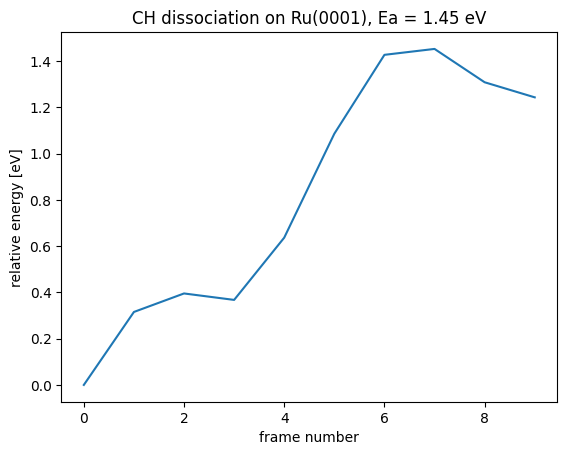 CH dissociation on Ru(0001), Ea = 1.45 eV
relative energy [eV]
1.4
1.2
1.0
0.8
0.6
0.4
0.2
0.0
0 2 4 6 8
frame number